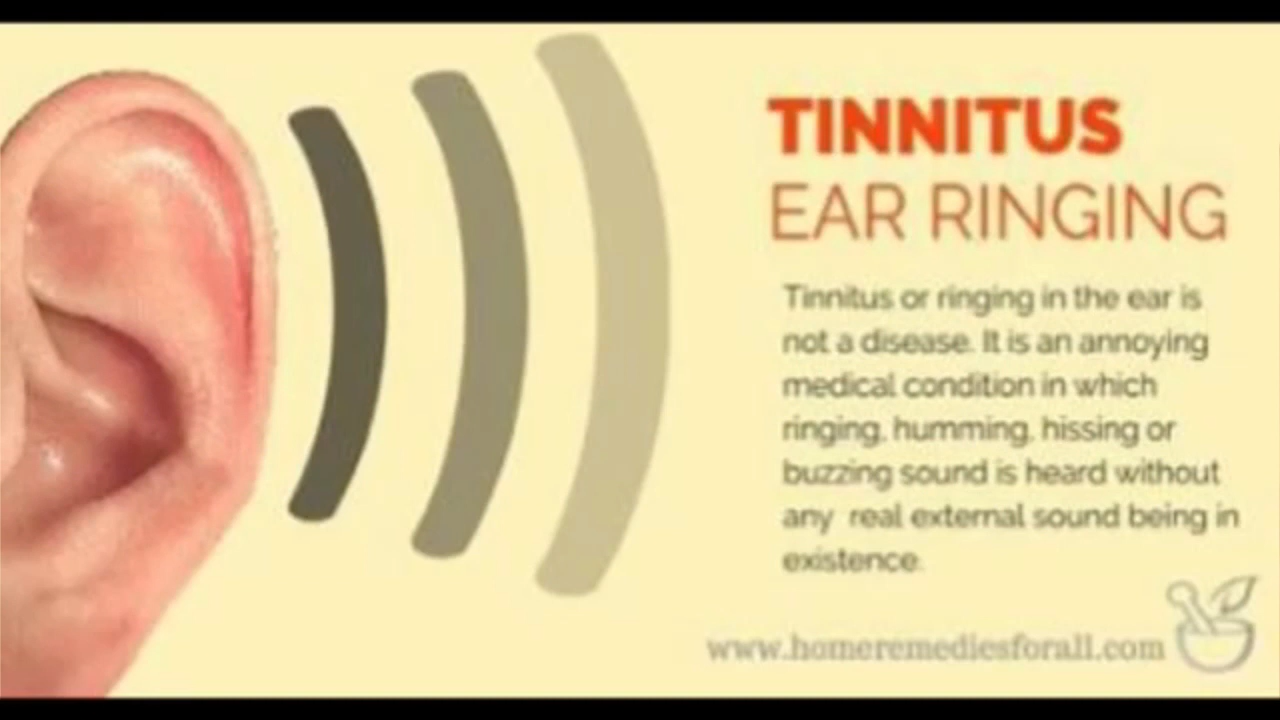 TINNITUS
EAR RINGING
Tinnitus or ringing in the ear is
not a disease. It is an annoying
medical condition in which
ringing, humming, hissing or
buzzing sound is heard without
any real external sound being in
existence.
www.homeremediesforall.com